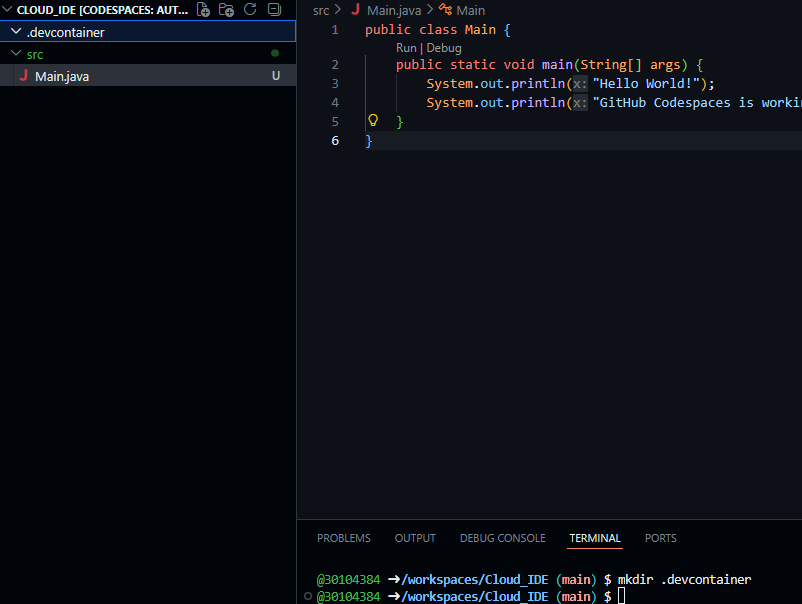 CLOUD_IDE [CODESPACES: AUT...
.devcontainer
src
Main.java U
src > Main.java > Main
1 public class Main {
Run | Debug
2 public static void main(String[] args) {
3 System.out.println(x: "Hello World!");
4 System.out.println(x: "GitHub Codespaces is workin
5 }
6 }
PROBLEMS OUTPUT DEBUG CONSOLE TERMINAL PORTS
@30104384 ➜/workspaces/Cloud_IDE (main) $ mkdir .devcontainer
@30104384 ➜/workspaces/Cloud_IDE (main) $